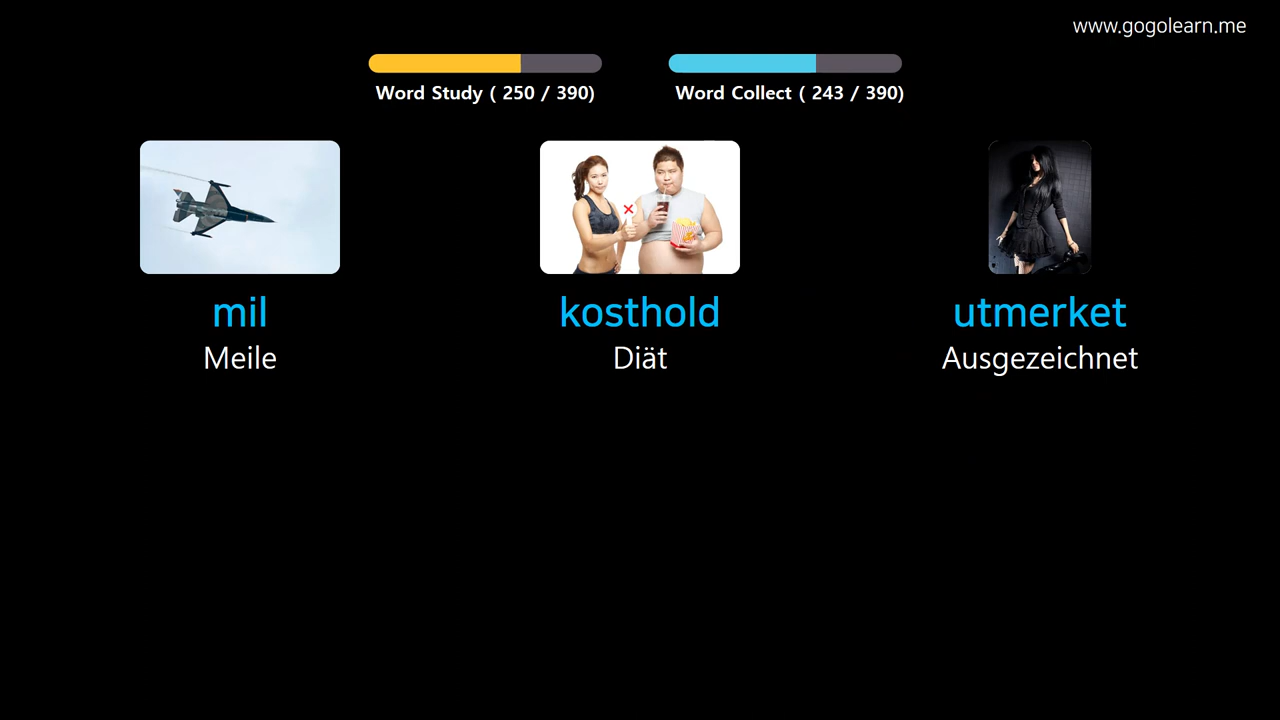 www.gogolearn.me
Word Study ( 250 / 390)
Word Collect ( 243 / 390)
mil
Meile
kosthold
Diät
utmerket
Ausgezeichnet